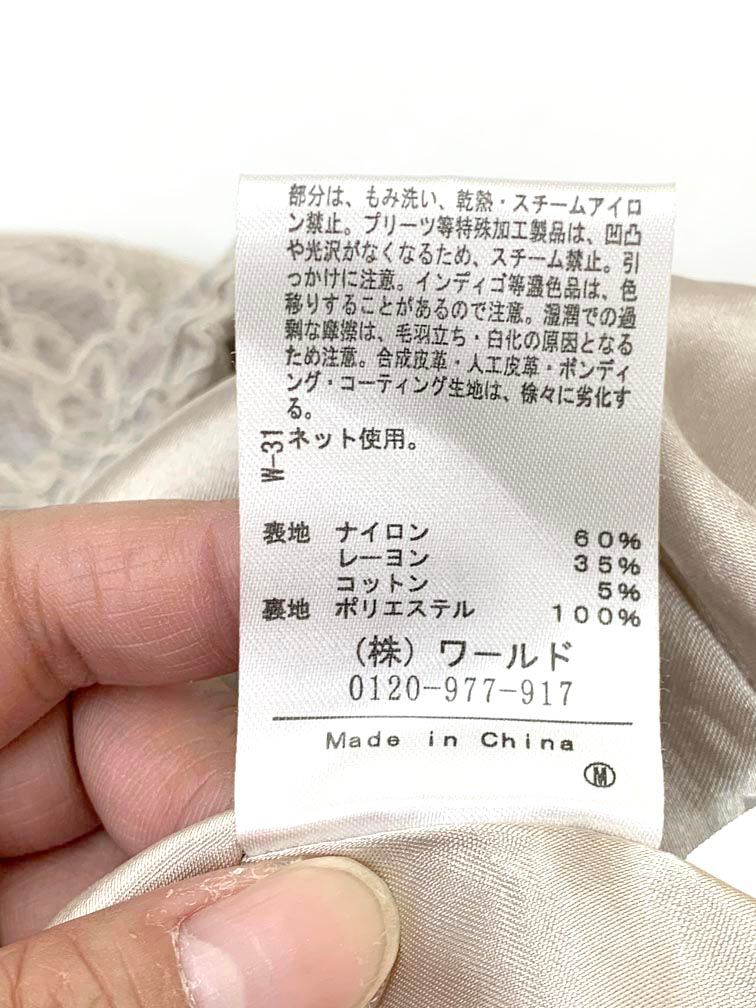 部分は、もみ洗い、乾熱・スチームアイロ
ン禁止。プリーツ等特殊加工製品は、凹凸
や光沢がなくなるため、スチーム禁止。引
っかけに注意。インディゴ等濃色品は、色
移りすることがあるので注意。湿潤での過
剰な摩擦は、毛羽立ち・白化の原因となる
ため注意。合成皮革・人工皮革・ボンディ
ング・コーティング生地は、徐々に劣化す
る。
ネット使用。
W-31
表地 ナイロン 60%
レーヨン 35%
コットン 5%
裏地 ポリエステル 100%
(株)ワールド
0120-977-917
Made in China
Ⓜ